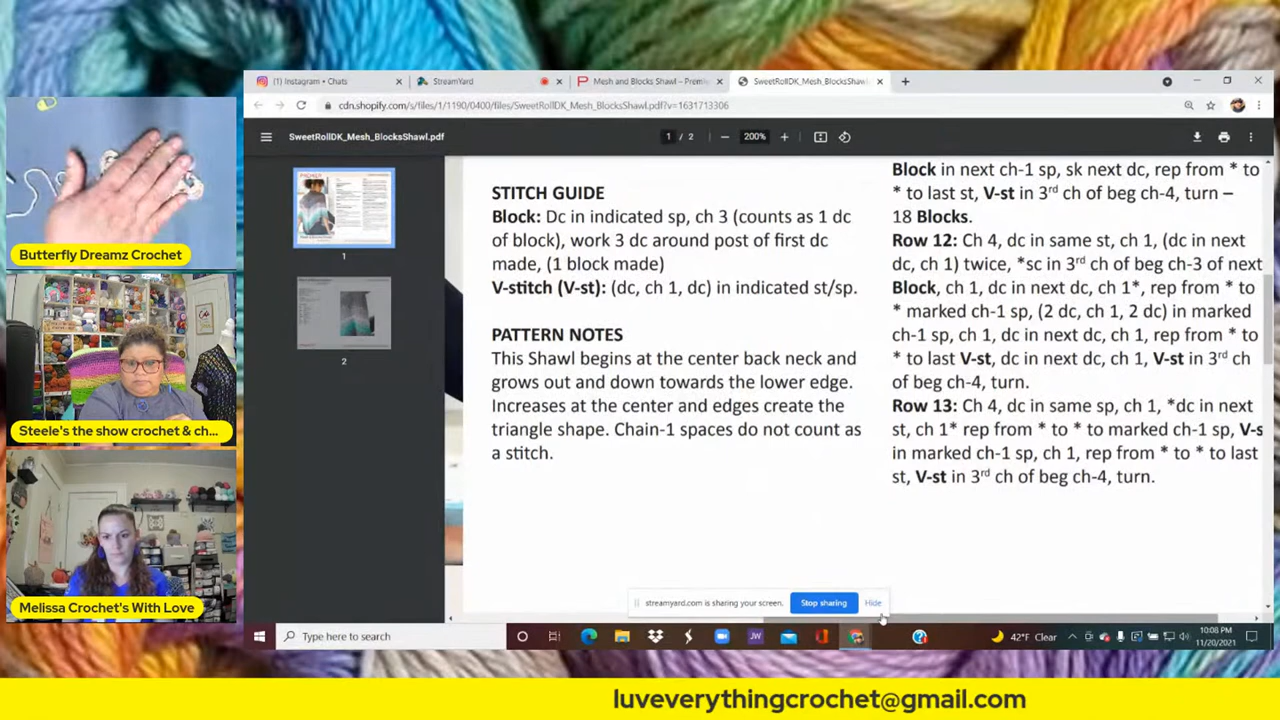 (1) Instagram • Chats
StreamYard
Mesh and Blocks Shawl – Premi
SweetRollDK_Mesh_BlocksShawl
cdn.shopify.com/s/files/1/1190/0400/files/SweetRollDK_Mesh_BlocksShawl.pdf?v=1631713306
SweetRollDK_Mesh_BlocksShawl.pdf
1 / 2
200%
1
2
STITCH GUIDE
Block: Dc in indicated sp, ch 3 (counts as 1 dc
of block), work 3 dc around post of first dc
made, (1 block made)
V-stitch (V-st): (dc, ch 1, dc) in indicated st/sp.
PATTERN NOTES
This Shawl begins at the center back neck and
grows out and down towards the lower edge.
Increases at the center and edges create the
triangle shape. Chain-1 spaces do not count as
a stitch.
Block in next ch-1 sp, sk next dc, rep from * to
* to last st, V-st in 3rd ch of beg ch-4, turn –
18 Blocks.
Row 12: Ch 4, dc in same st, ch 1, (dc in next
dc, ch 1) twice, *sc in 3rd ch of beg ch-3 of next
Block, ch 1, dc in next dc, ch 1*, rep from * to
* marked ch-1 sp, (2 dc, ch 1, 2 dc) in marked
ch-1 sp, ch 1, dc in next dc, ch 1, rep from * to
* to last V-st, dc in next dc, ch 1, V-st in 3rd ch
of beg ch-4, turn.
Row 13: Ch 4, dc in same sp, ch 1, *dc in next
st, ch 1* rep from * to * to marked ch-1 sp, V-s
in marked ch-1 sp, ch 1, rep from * to * to last
st, V-st in 3rd ch of beg ch-4, turn.
Butterfly Dreamz Crochet
Steele's the show crochet & ch...
Melissa Crochet's With Love
streamyard.com is sharing your screen.
Stop sharing
Hide
Type here to search
JW
42°F Clear
10:08 PM
11/20/2021
luveverythingcrochet@gmail.com